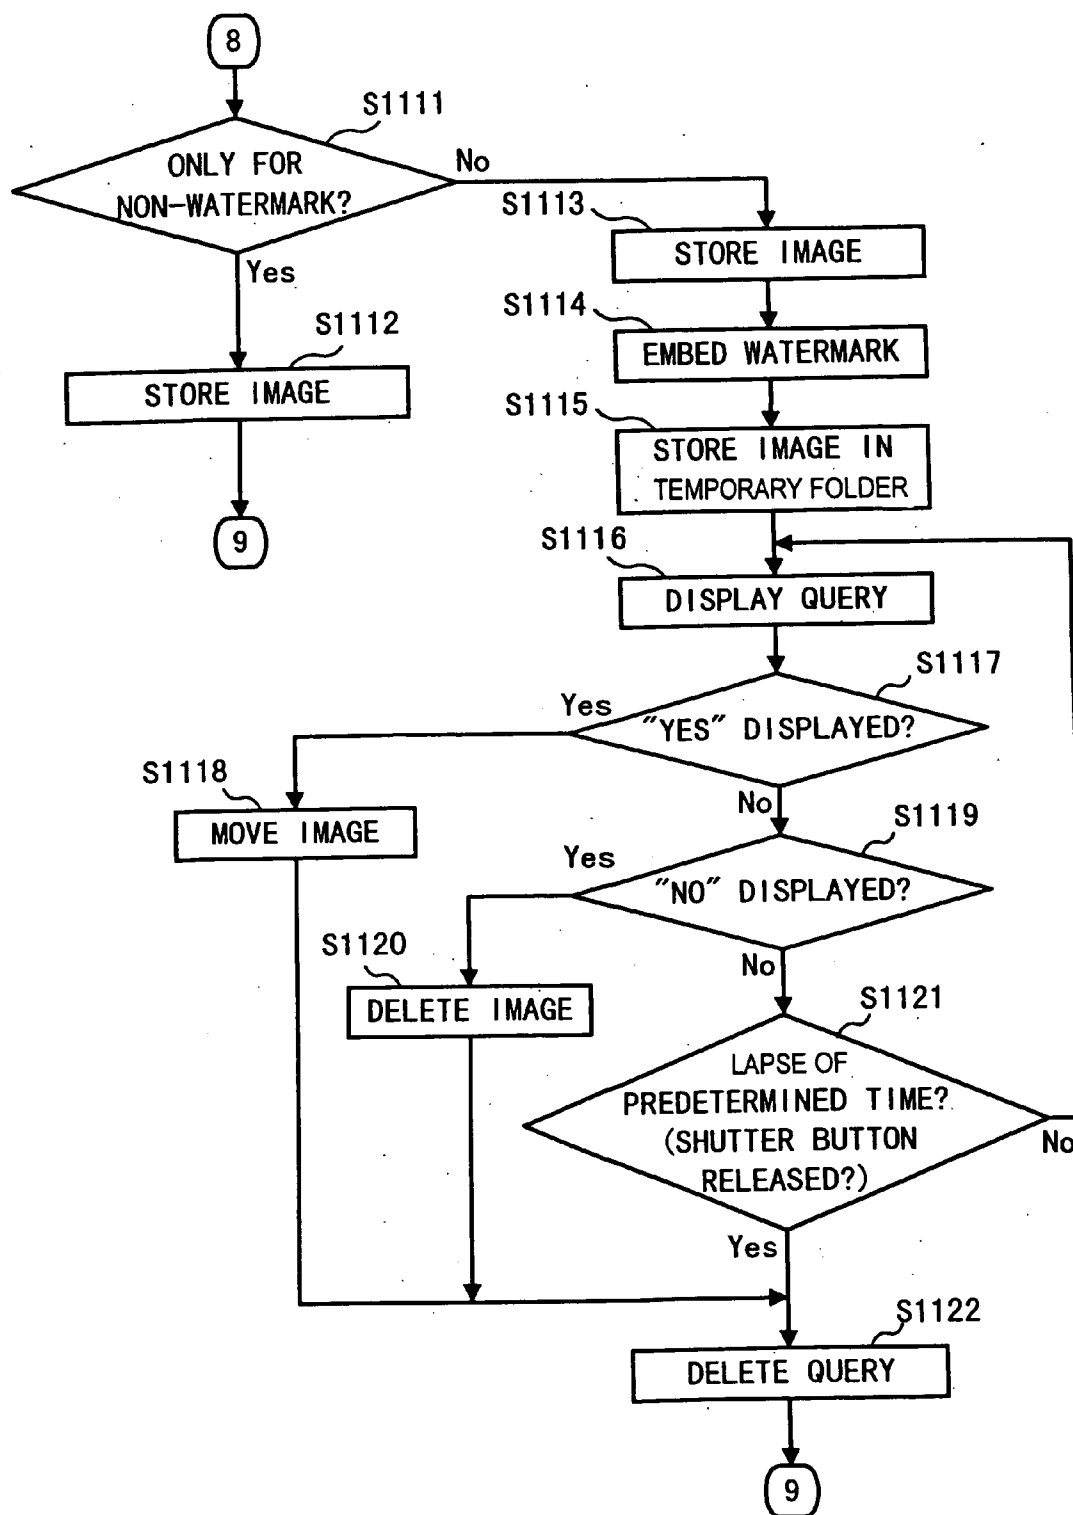 8
S1111
ONLY FOR
NON-WATERMARK?
No
Yes
S1112
STORE IMAGE
9
S1113
STORE IMAGE
S1114
EMBED WATERMARK
S1115
STORE IMAGE IN
TEMPORARY FOLDER
S1116
DISPLAY QUERY
S1117
"YES" DISPLAYED?
Yes
No
S1118
MOVE IMAGE
S1119
"NO" DISPLAYED?
Yes
No
S1120
DELETE IMAGE
S1121
LAPSE OF
PREDETERMINED TIME?
(SHUTTER BUTTON
RELEASED?)
No
Yes
S1122
DELETE QUERY
9